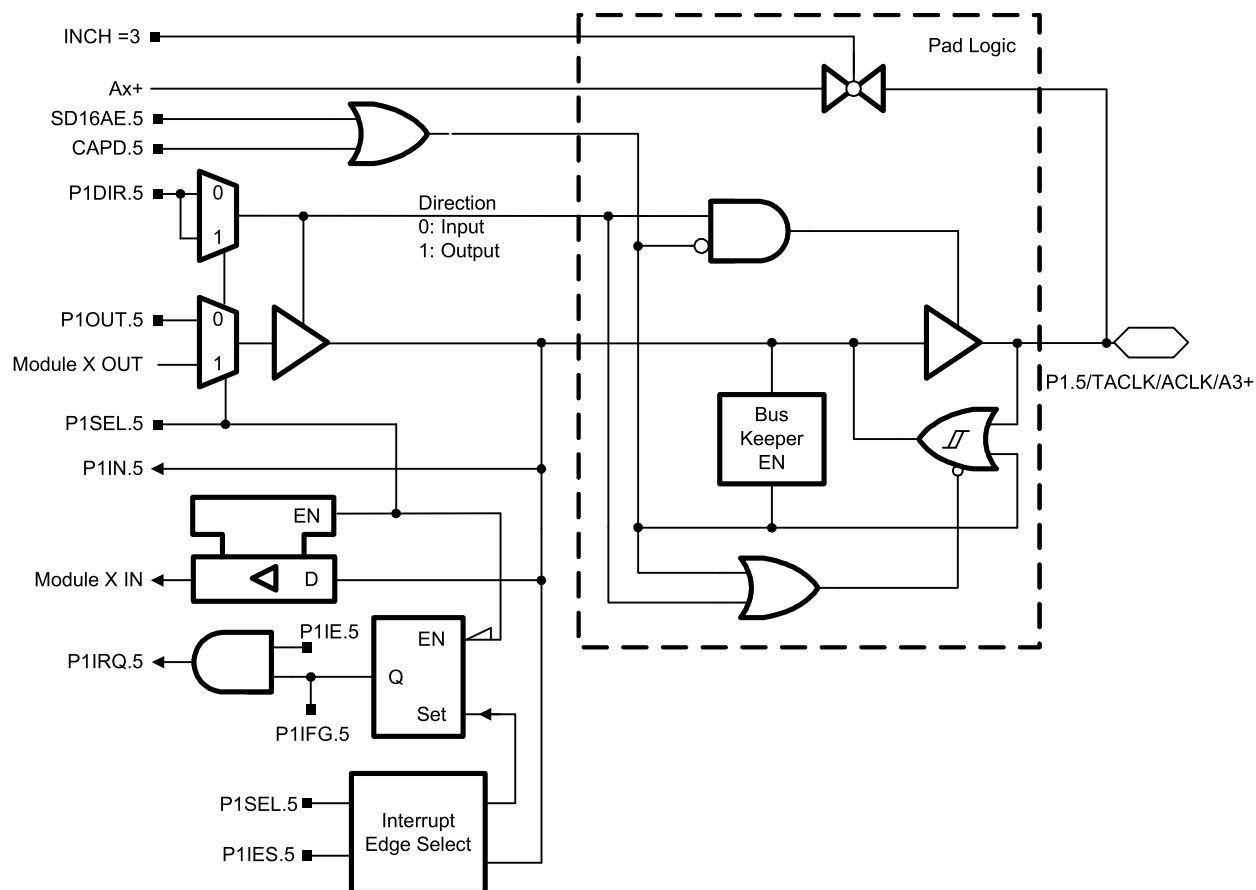 INCH =3
Pad Logic
Ax+
SD16AE.5
CAPD.5
P1DIR.5
0
1
Direction
0: Input
1: Output
P1OUT.5
0
Module X OUT
1
P1SEL.5
P1.5/TACLK/ACLK/A3+
Bus
Keeper
EN
P1IN.5
EN
Module X IN
D
P1IE.5
EN
P1IRQ.5
Q
Set
P1IFG.5
P1SEL.5
Interrupt
Edge Select
P1IES.5